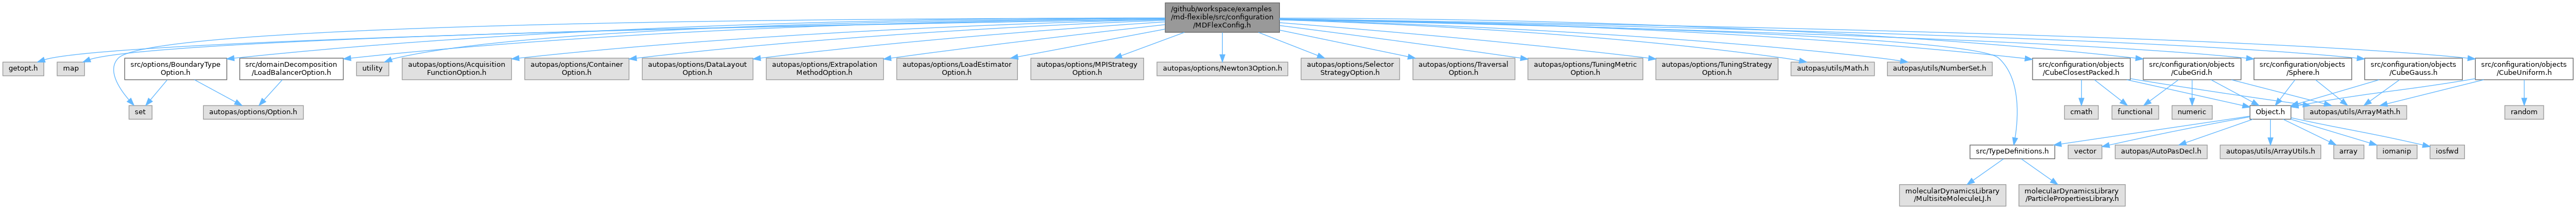 /github/workspace/examples
/md-flexible/src/configuration
/MDFlexConfig.h
getopt.h
map
src/options/BoundaryType
Option.h
src/domainDecomposition
/LoadBalancerOption.h
utility
autopas/options/Acquisition
FunctionOption.h
autopas/options/Container
Option.h
autopas/options/DataLayout
Option.h
autopas/options/Extrapolation
MethodOption.h
autopas/options/LoadEstimator
Option.h
autopas/options/MPIStrategy
Option.h
autopas/options/Newton3Option.h
autopas/options/Selector
StrategyOption.h
autopas/options/Traversal
Option.h
autopas/options/TuningMetric
Option.h
autopas/options/TuningStrategy
Option.h
autopas/utils/Math.h
autopas/utils/NumberSet.h
src/configuration/objects
/CubeClosestPacked.h
src/configuration/objects
/CubeGrid.h
src/configuration/objects
/Sphere.h
src/configuration/objects
/CubeGauss.h
src/configuration/objects
/CubeUniform.h
set
autopas/options/Option.h
cmath
functional
numeric
Object.h
autopas/utils/ArrayMath.h
random
src/TypeDefinitions.h
vector
autopas/AutoPasDecl.h
autopas/utils/ArrayUtils.h
array
iomanip
iosfwd
molecularDynamicsLibrary
/MultisiteMoleculeLJ.h
molecularDynamicsLibrary
/ParticlePropertiesLibrary.h